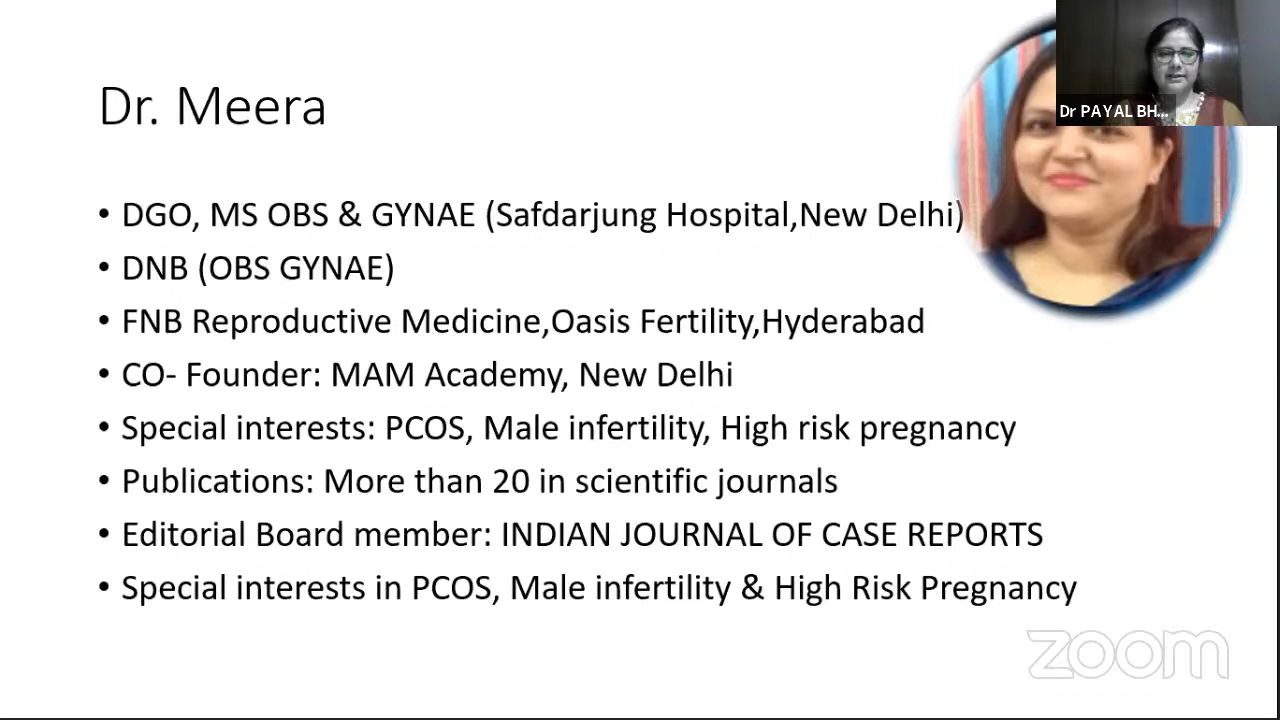 Dr. Meera
Dr PAYAL BH...
• DGO, MS OBS & GYNAE (Safdarjung Hospital,New Delhi)
• DNB (OBS GYNAE)
• FNB Reproductive Medicine,Oasis Fertility,Hyderabad
• CO- Founder: MAM Academy, New Delhi
• Special interests: PCOS, Male infertility, High risk pregnancy
• Publications: More than 20 in scientific journals
• Editorial Board member: INDIAN JOURNAL OF CASE REPORTS
• Special interests in PCOS, Male infertility & High Risk Pregnancy
zoom